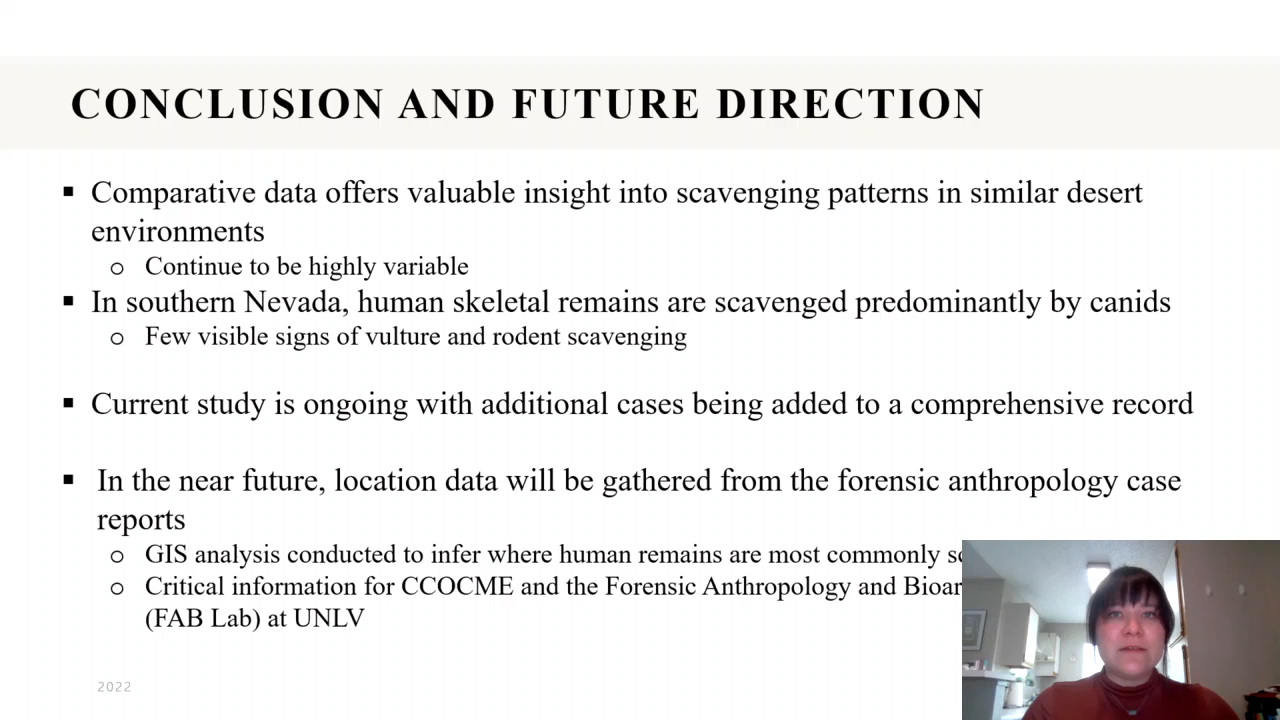 CONCLUSION AND FUTURE DIRECTION
▪ Comparative data offers valuable insight into scavenging patterns in similar desert
environments
o Continue to be highly variable
▪ In southern Nevada, human skeletal remains are scavenged predominantly by canids
o Few visible signs of vulture and rodent scavenging
▪ Current study is ongoing with additional cases being added to a comprehensive record
▪ In the near future, location data will be gathered from the forensic anthropology case
reports
o GIS analysis conducted to infer where human remains are most commonly
o Critical information for CCOCME and the Forensic Anthropology and
(FAB Lab) at UNLV
2022